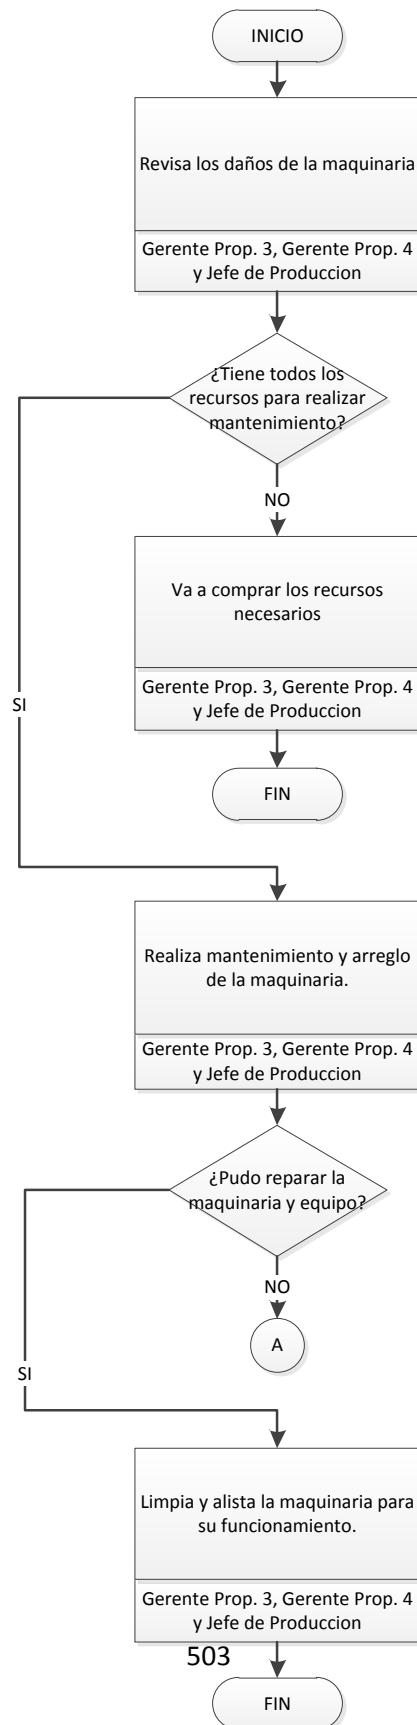 INICIO
Revisa los daños de la maquinaria
Gerente Prop. 3, Gerente Prop. 4
y Jefe de Produccion
¿Tiene todos los
recursos para realizar
mantenimiento?
NO
Va a comprar los recursos
necesarios
Gerente Prop. 3, Gerente Prop. 4
y Jefe de Produccion
SI
FIN
Realiza mantenimiento y arreglo
de la maquinaria.
Gerente Prop. 3, Gerente Prop. 4
y Jefe de Produccion
¿Pudo reparar la
maquinaria y equipo?
NO
A
SI
Limpia y alista la maquinaria para
su funcionamiento.
Gerente Prop. 3, Gerente Prop. 4
y Jefe de Produccion
503
FIN